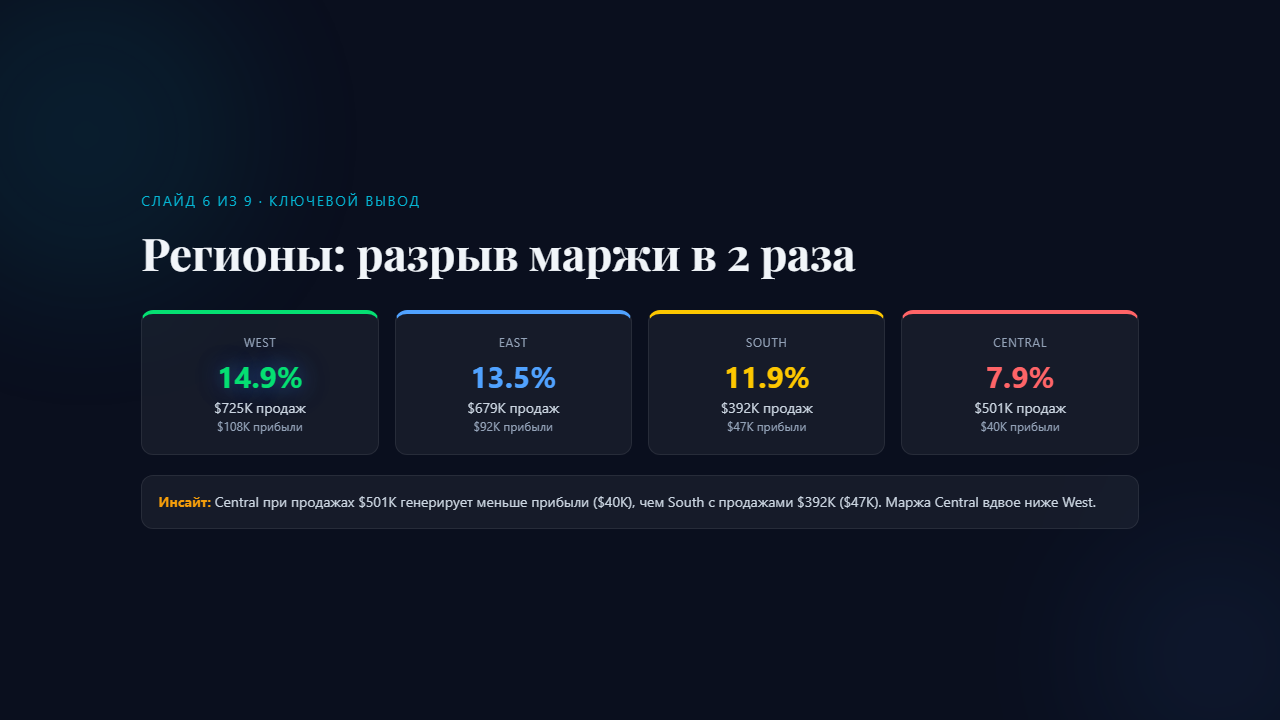 СЛАЙД 6 ИЗ 9 · КЛЮЧЕВОЙ ВЫВОД
Регионы: разрыв маржи в 2 раза
WEST
14.9%
$725K продаж
$108K прибыли
EAST
13.5%
$679K продаж
$92K прибыли
SOUTH
11.9%
$392K продаж
$47K прибыли
CENTRAL
7.9%
$501K продаж
$40K прибыли
Инсайт: Central при продажах $501K генерирует меньше прибыли ($40K), чем South с продажами $392K ($47K). Маржа Central вдвое ниже West.